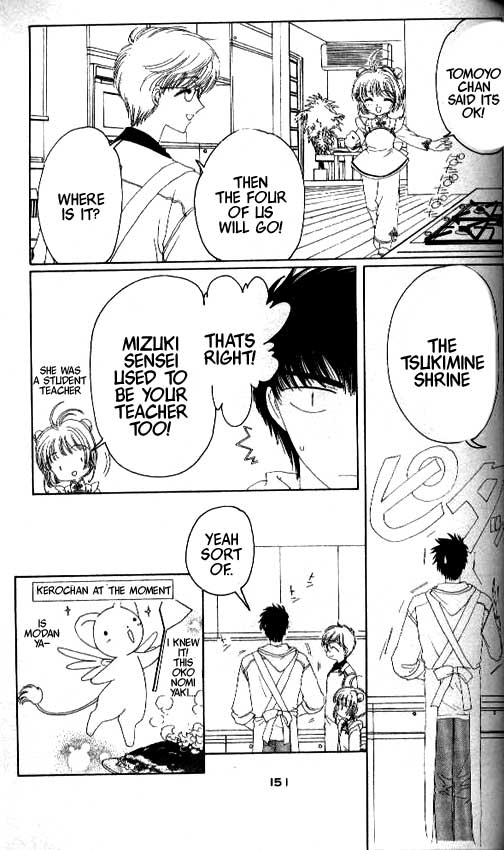 TOMOYO
CHAN
SAID ITS
OK!
THEN
THE FOUR
OF US
WILL GO!
WHERE
IS IT?
THE
TSUKIMINE
SHRINE
ピタ
THATS
RIGHT!
MIZUKI
SENSEI
USED TO
BE YOUR
TEACHER
TOO!
SHE WAS
A STUDENT
TEACHER
YEAH
SORT
OF..
KEROCHAN AT THE MOMENT
I KNEW
IT!
THIS
OKO
NOMI
YAKI...
IS
MODAN
YA-
151